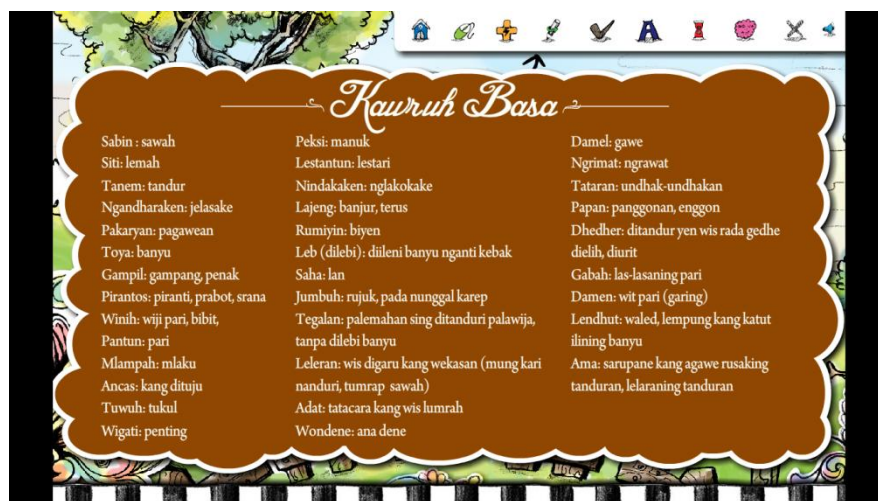 Kawruh Basa
Sabin : sawah
Siti: lemah
Tanem: tandur
Ngandharaken: jelasake
Pakaryan: pagawean
Toya: banyu
Gampil: gampang, penak
Pirantos: piranti, prabot, srana
Winih: wiji pari, bibit,
Pantun: pari
Mlampah: mlaku
Ancas: kang dituju
Tuwuh: tukul
Wigati: penting
Peksi: manuk
Lestantun: lestari
Nindakaken: nglakokake
Lajeng: banjur, terus
Rumiyin: biyen
Leb (dilebi): diileni banyu nganti kebak
Saha: lan
Jumbuh: rujuk, pada nunggal karep
Tegalan: palemahan sing ditanduri palawija,
tanpa dilebi banyu
Leleran: wis digaru kang wekasan (mung kari
nanduri, tumrap sawah)
Adat: tatacara kang wis lumrah
Wondene: ana dene
Damel: gawe
Ngrimat: ngrawat
Tataran: undhak-undhakan
Papan: panggonan, enggon
Dhedher: ditandur yen wis rada gedhe
dielih, diurit
Gabah: las-lasaning pari
Damen: wit pari (garing)
Lendhut: waled, lempung kang katut
ilining banyu
Ama: sarupane kang agawe rusaking
tanduran, lelaraning tanduran